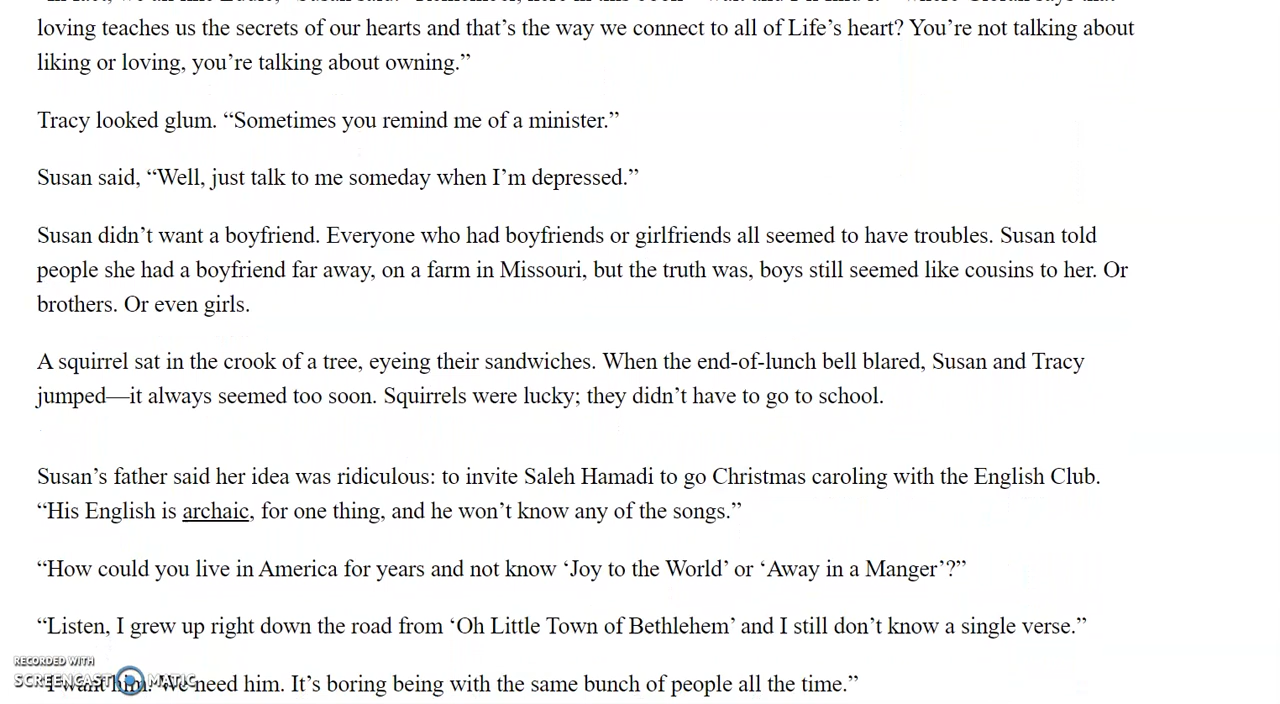 loving teaches us the secrets of our hearts and that’s the way we connect to all of Life’s heart? You’re not talking about
liking or loving, you’re talking about owning.”
Tracy looked glum. “Sometimes you remind me of a minister.”
Susan said, “Well, just talk to me someday when I’m depressed.”
Susan didn’t want a boyfriend. Everyone who had boyfriends or girlfriends all seemed to have troubles. Susan told
people she had a boyfriend far away, on a farm in Missouri, but the truth was, boys still seemed like cousins to her. Or
brothers. Or even girls.
A squirrel sat in the crook of a tree, eyeing their sandwiches. When the end-of-lunch bell blared, Susan and Tracy
jumped—it always seemed too soon. Squirrels were lucky; they didn’t have to go to school.
Susan’s father said her idea was ridiculous: to invite Saleh Hamadi to go Christmas caroling with the English Club.
“His English is archaic, for one thing, and he won’t know any of the songs.”
“How could you live in America for years and not know ‘Joy to the World’ or ‘Away in a Manger’?”
“Listen, I grew up right down the road from ‘Oh Little Town of Bethlehem’ and I still don’t know a single verse.”
RECORDED WITH
SCREENCAST MATIC
“I want him. We need him. It’s boring being with the same bunch of people all the time.”